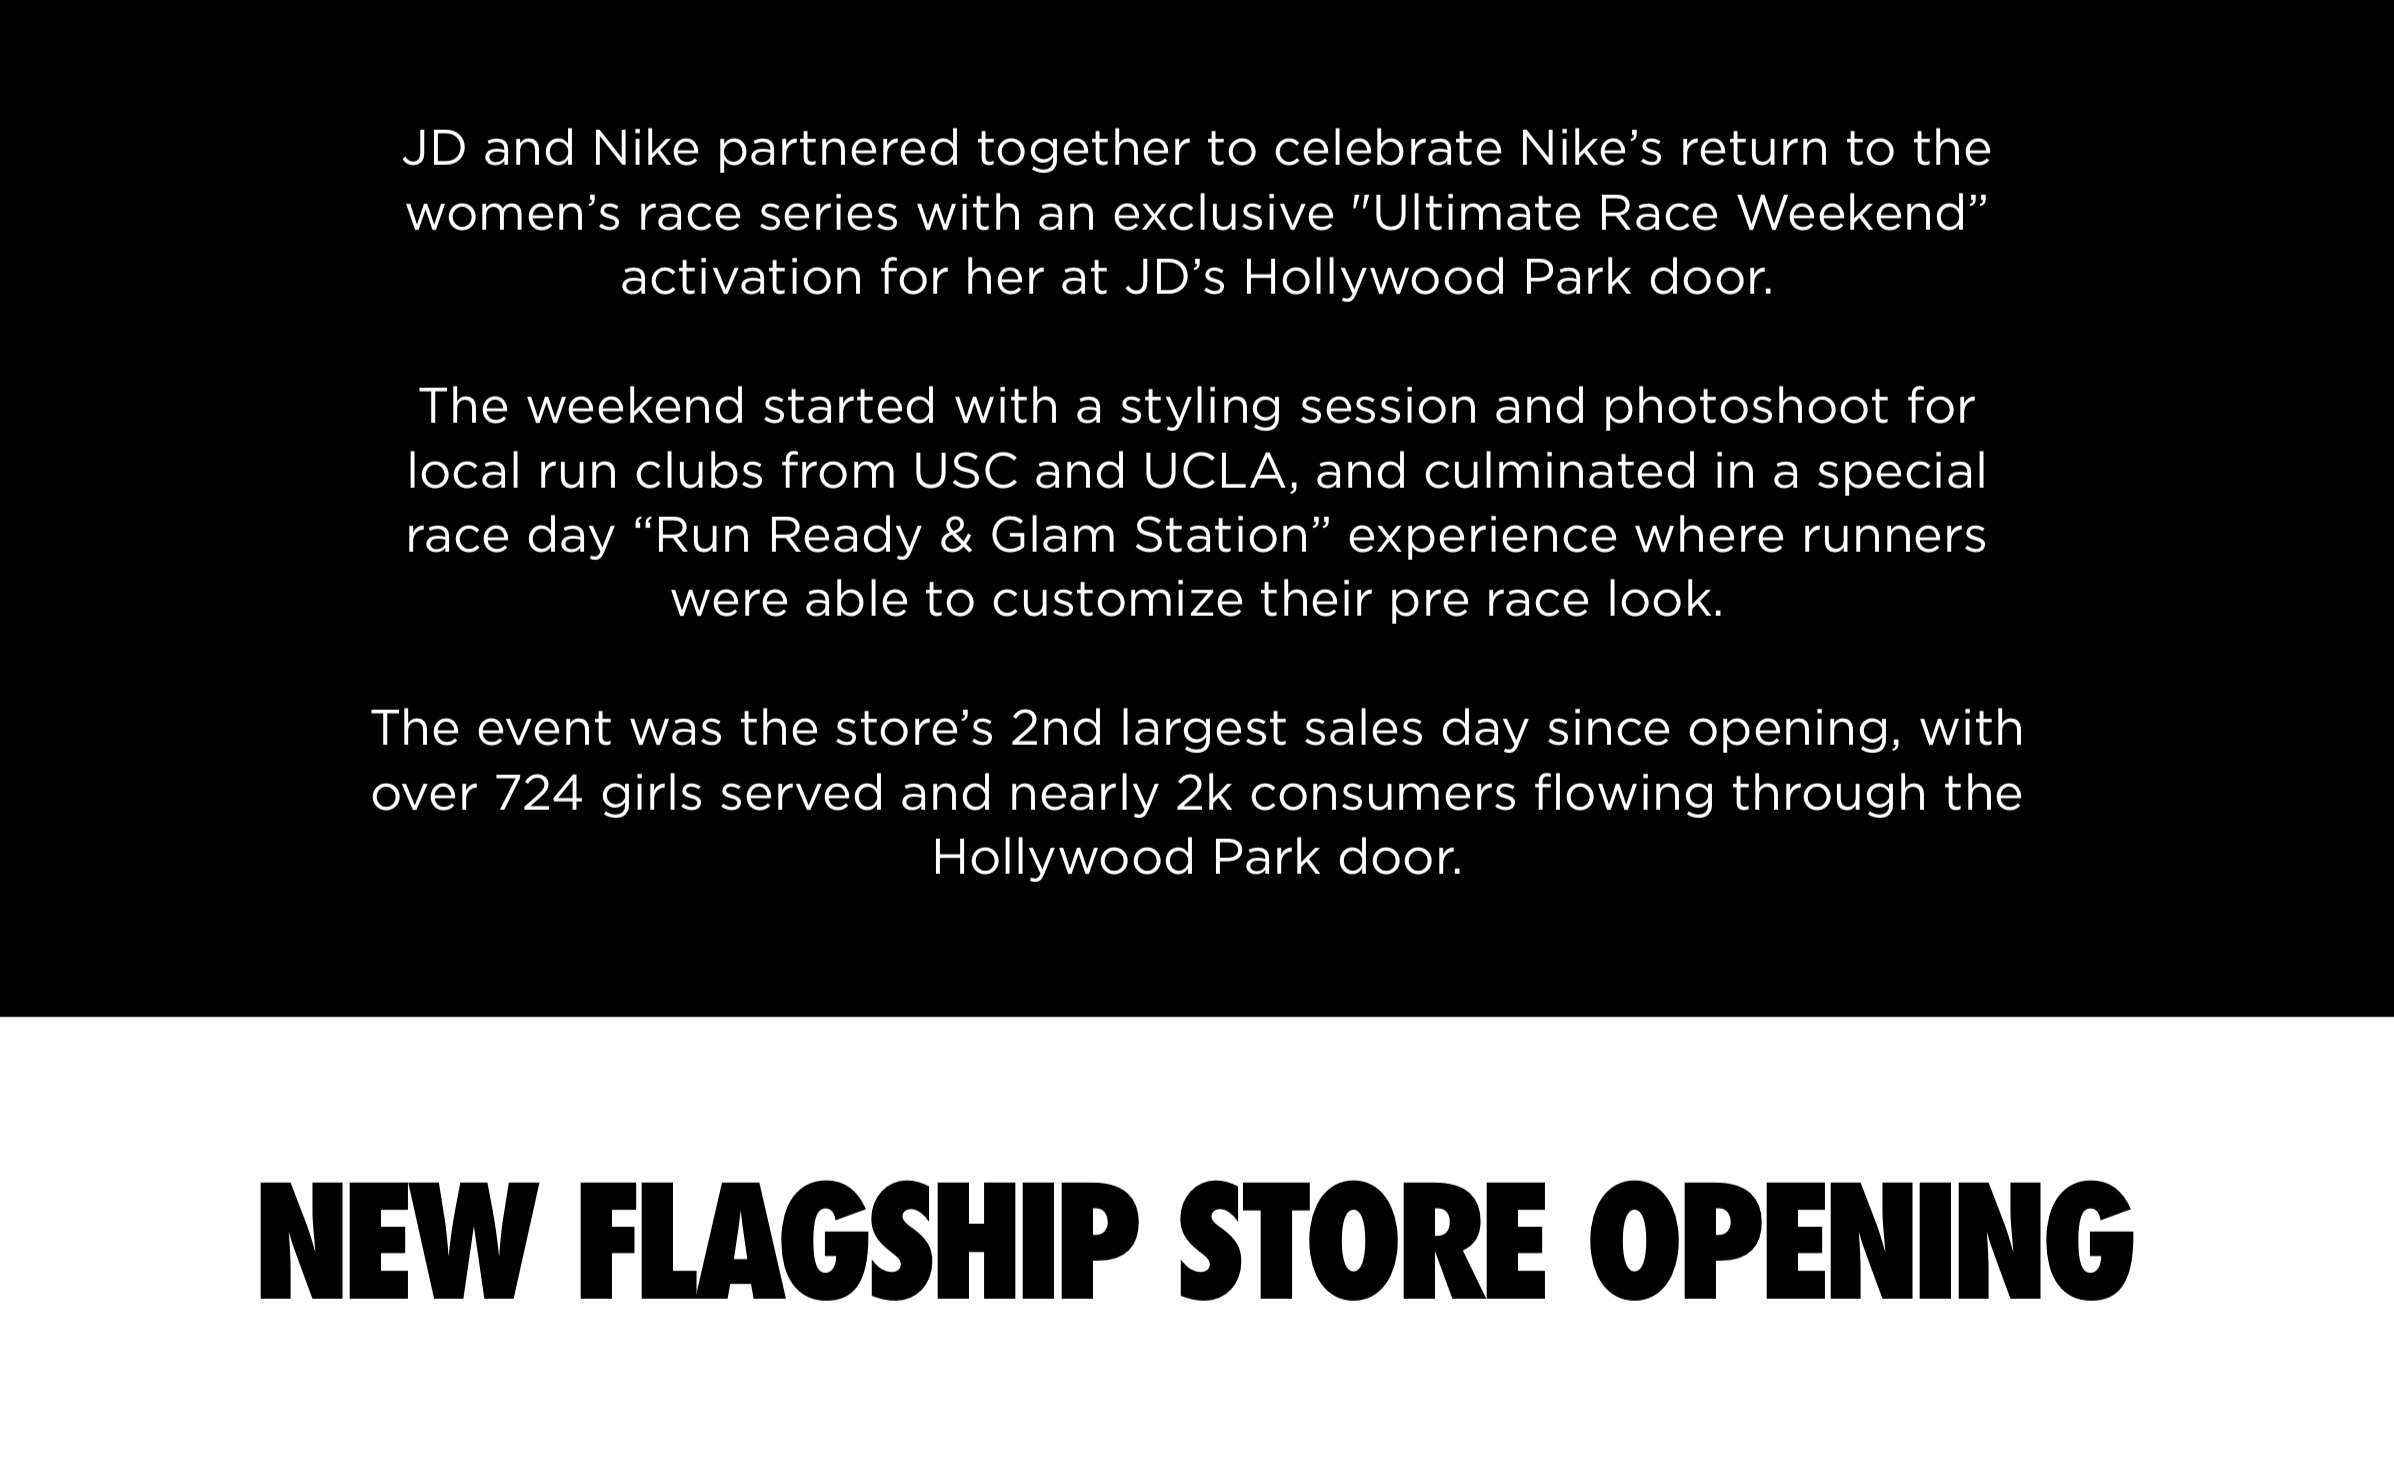 JD and Nike partnered together to celebrate Nike’s return to the
women’s race series with an exclusive "Ultimate Race Weekend”
activation for her at JD’s Hollywood Park door.
The weekend started with a styling session and photoshoot for
local run clubs from USC and UCLA, and culminated in a special
race day “Run Ready & Glam Station” experience where runners
were able to customize their pre race look.
The event was the store’s 2nd largest sales day since opening, with
over 724 girls served and nearly 2k consumers flowing through the
Hollywood Park door.
NEW FLAGSHIP STORE OPENING